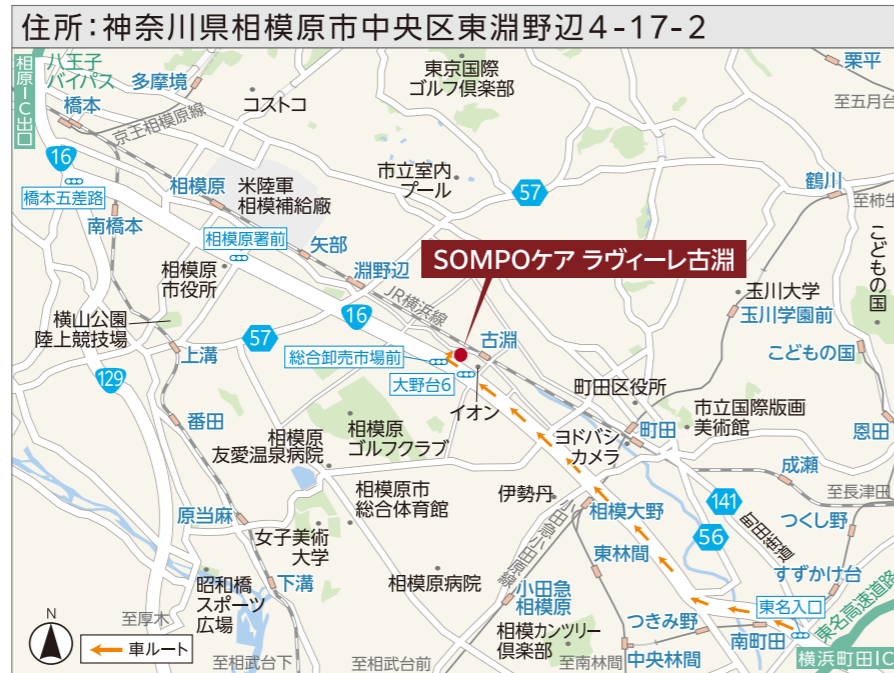 住所：神奈川県相模原市中央区東淵野辺4-17-2
相原IC出口
八王子
バイパス
橋本
多摩境
京王相模原線
コストコ
東京国際
ゴルフ倶楽部
栗平
至五月台
16
橋本五差路
南橋本
相模原
米陸軍
相模補給廠
市立室内
プール
57
鶴川
至柿生
相模原署前
矢部
相模原
市役所
淵野辺
SOMPOケア ラヴィーレ古淵
JR横浜線
玉川大学
玉川学園前
こどもの国
こどもの国
横山公園
陸上競技場
上溝
57
16
総合卸売市場前
古淵
大野台6
イオン
町田区役所
129
番田
相模原
友愛温泉病院
相模原
ゴルフクラブ
ヨドバシ
カメラ
町田
市立国際版画
美術館
恩田
成瀬
至長津田
原当麻
相模原市
総合体育館
伊勢丹
小田急小田原線
相模大野
141
56
町田街道
つくし野
女子美術
大学
東林間
すずかけ台
昭和橋
スポーツ
広場
下溝
相模原病院
小田急
相模原
つきみ野
東名入口
東名高速道路
至厚木
相模カンツリー
倶楽部
南町田
横浜町田IC
N
車ルート
至相武台下
至相武台前
至南林間
中央林間